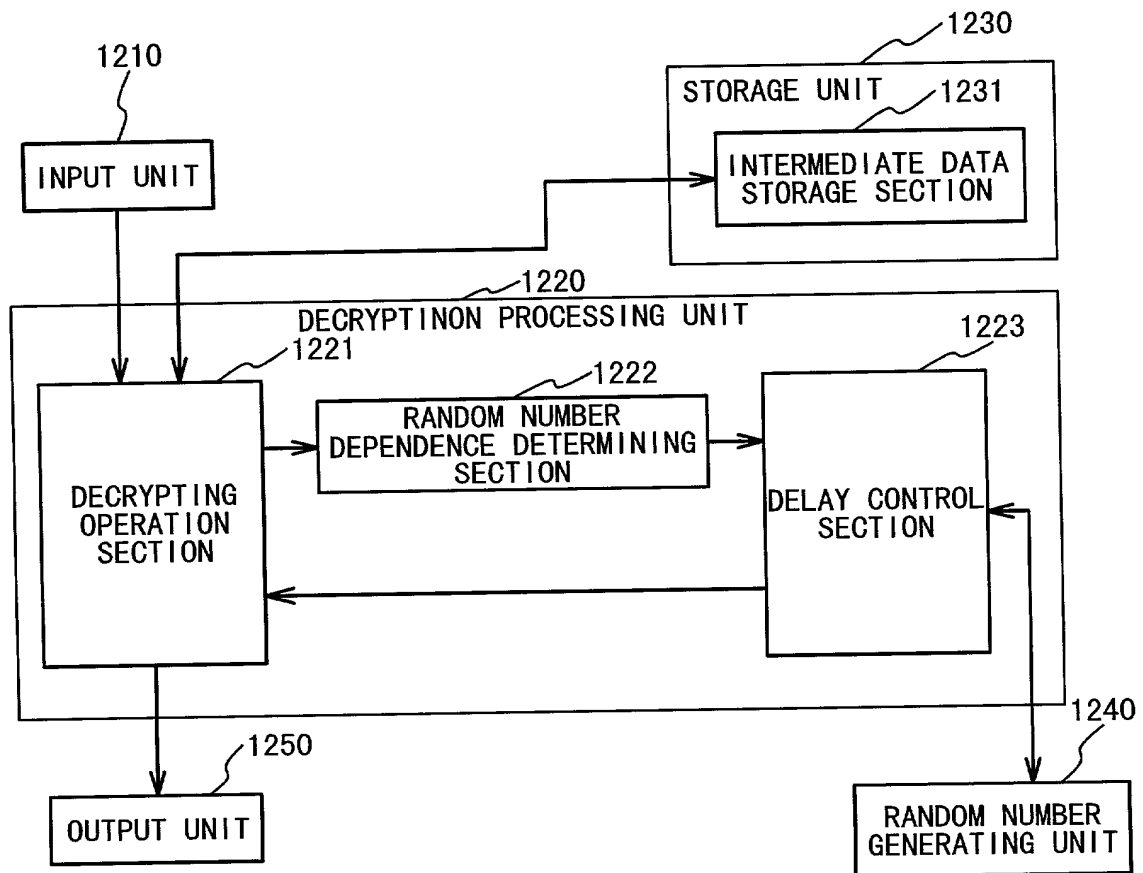 1210
INPUT UNIT
1230
STORAGE UNIT
1231
INTERMEDIATE DATA
STORAGE SECTION
1220
DECRYPTINON PROCESSING UNIT
1221
DECRYPTING
OPERATION
SECTION
1222
RANDOM NUMBER
DEPENDENCE DETERMINING
SECTION
1223
DELAY CONTROL
SECTION
1250
OUTPUT UNIT
1240
RANDOM NUMBER
GENERATING UNIT